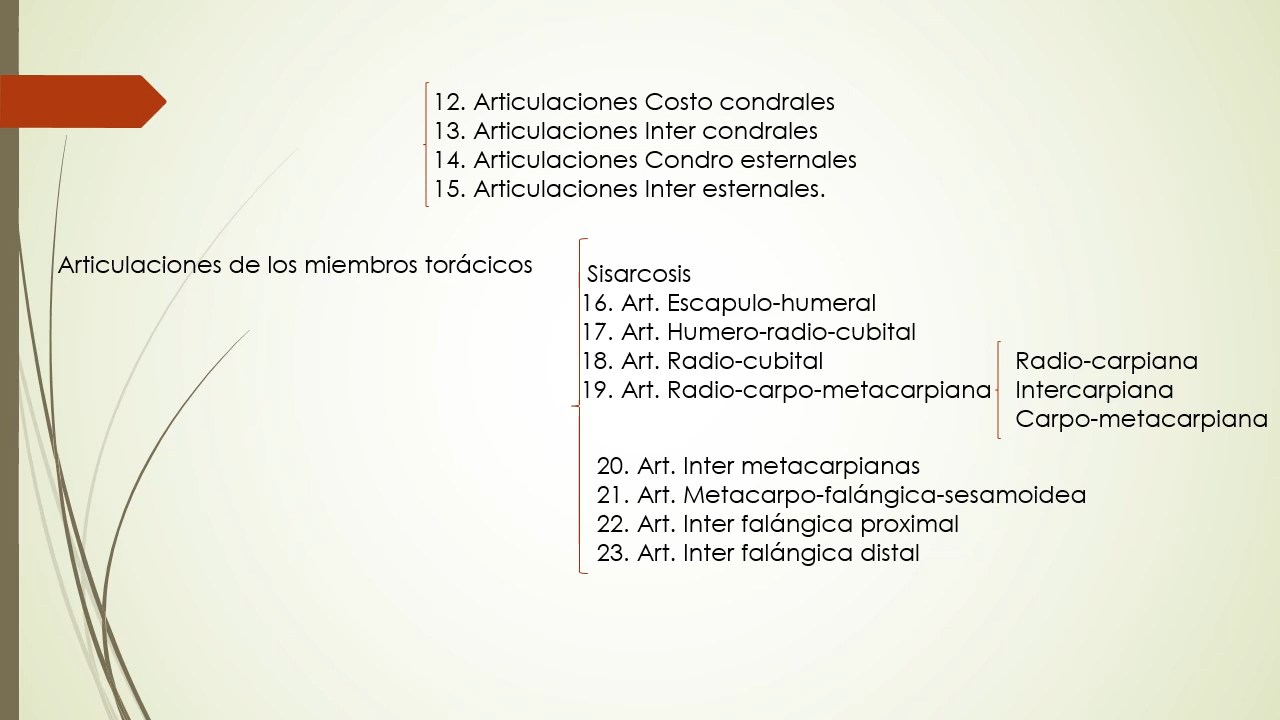 12. Articulaciones Costo condrales
13. Articulaciones Inter condrales
14. Articulaciones Condro esternales
15. Articulaciones Inter esternales.
Articulaciones de los miembros torácicos
Sisarcosis
16. Art. Escapulo-humeral
17. Art. Humero-radio-cubital
18. Art. Radio-cubital
19. Art. Radio-carpo-metacarpiana
Radio-carpiana
Intercarpiana
Carpo-metacarpiana
20. Art. Inter metacarpianas
21. Art. Metacarpo-falángica-sesamoidea
22. Art. Inter falángica proximal
23. Art. Inter falángica distal